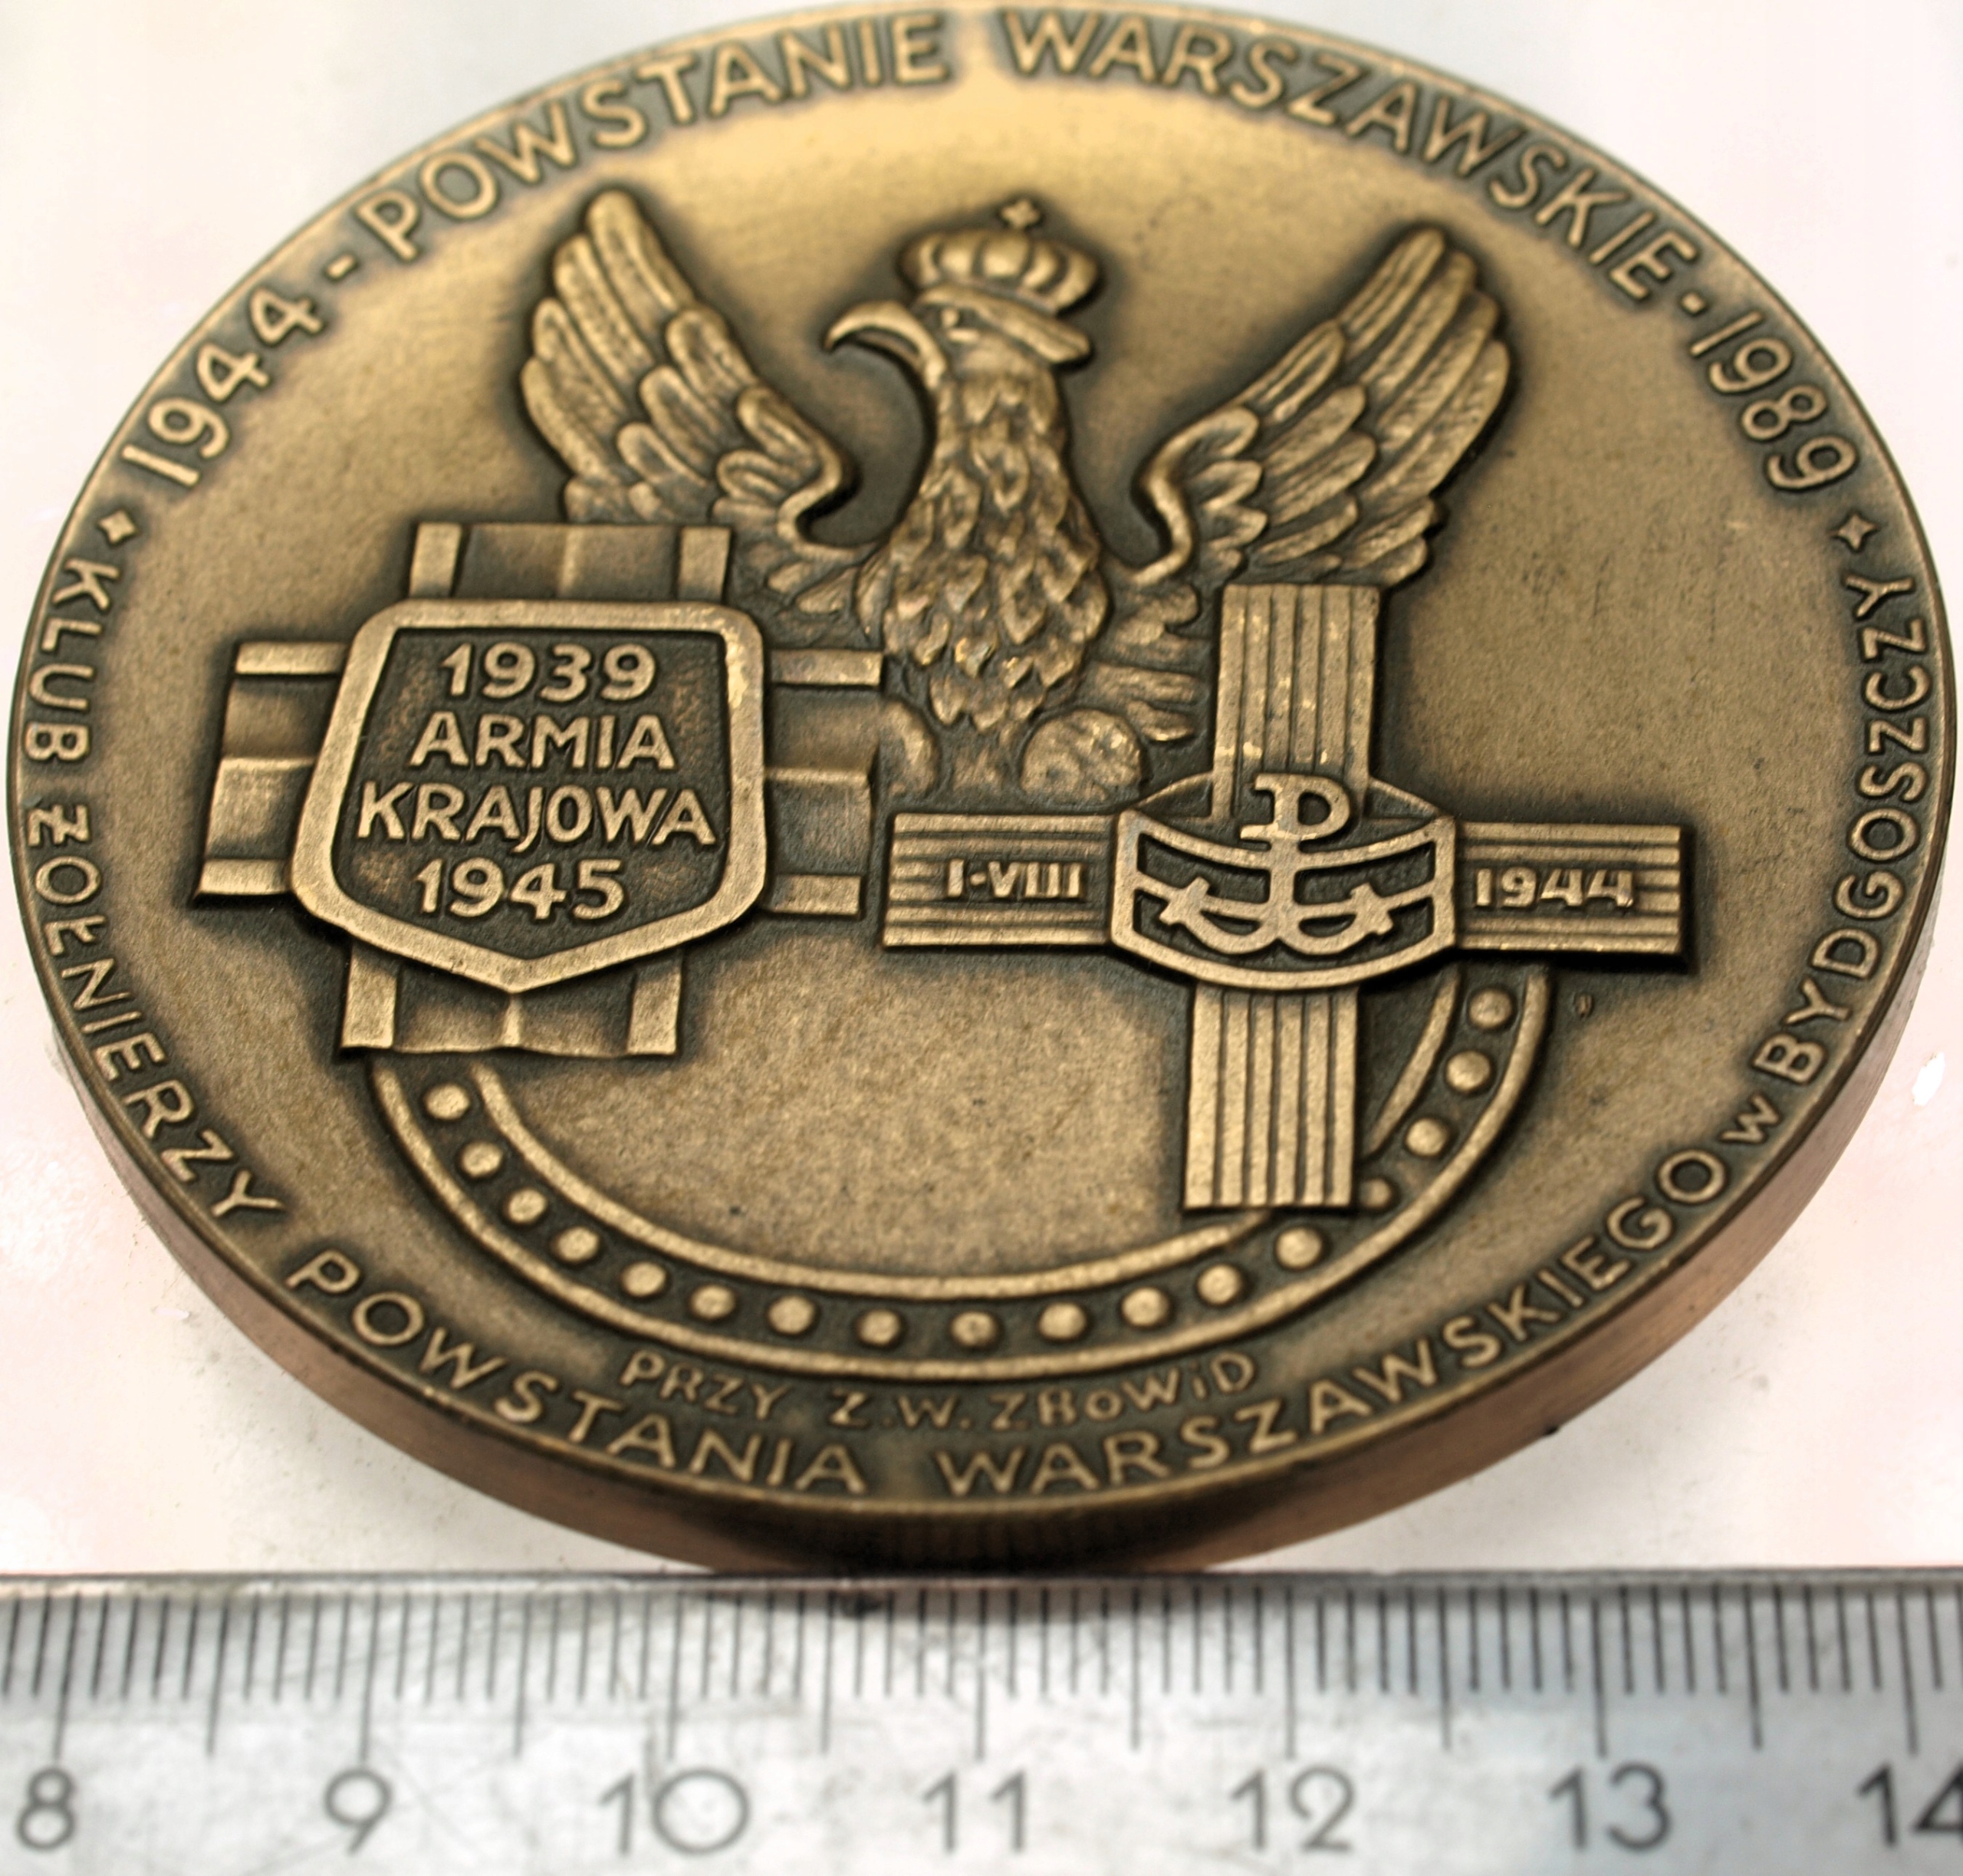 1944 - POWSTANIE WARSZAWSKIE - 1989
KLUB ŻOŁNIERZY POWSTANIA WARSZAWSKIEGO w BYDGOSZCZY
1939
ARMIA
KRAJOWA
1945
I-VIII 1944
PRZY Z.W. ZBoWiD
8 9 10 11 12 13 14